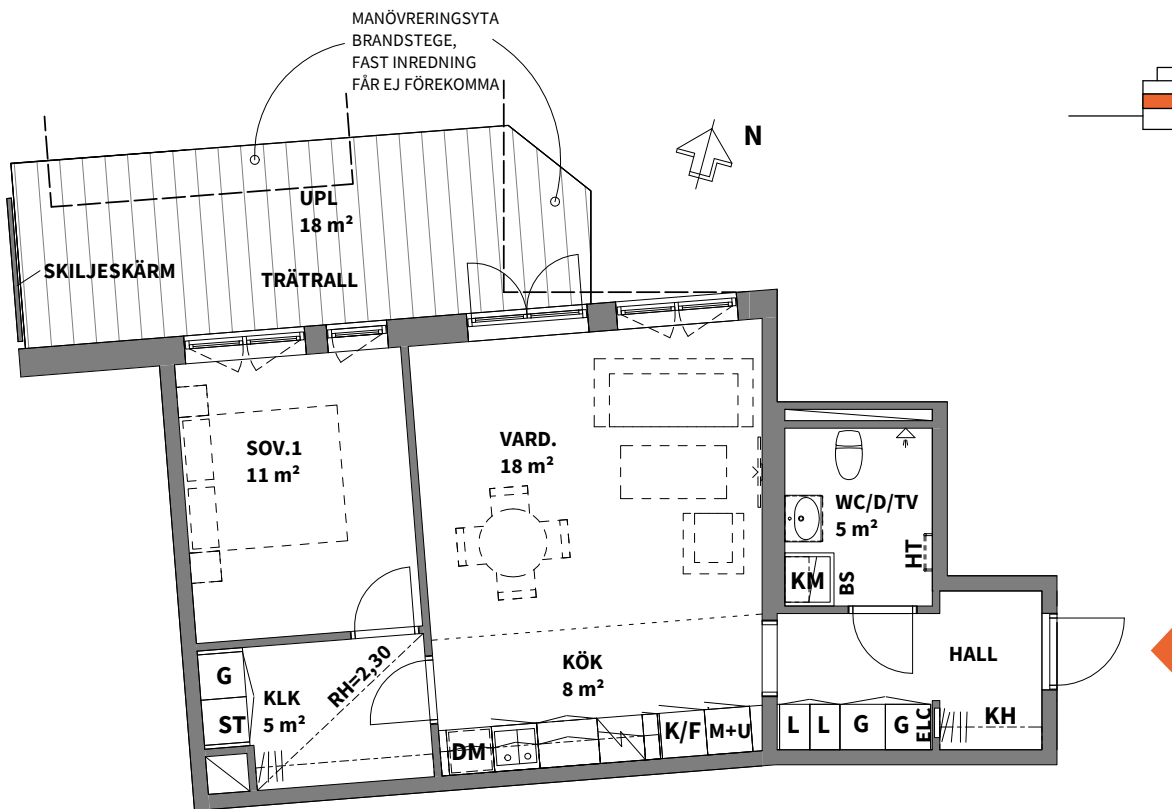 MANÖVRERINGSYTA
BRANDSTEGE,
FAST INREDNING
FÅR EJ FÖREKOMMA
N
UPL
18 m²
SKILJESKÄRM
TRÄTRALL
SOV.1
11 m²
VARD.
18 m²
WC/D/TV
5 m²
HT
KM
BS
HALL
KÖK
8 m²
RH=2,30
G
ST
KLK
5 m²
DM
K/F
M+U
L
L
G
G
ELC
KH